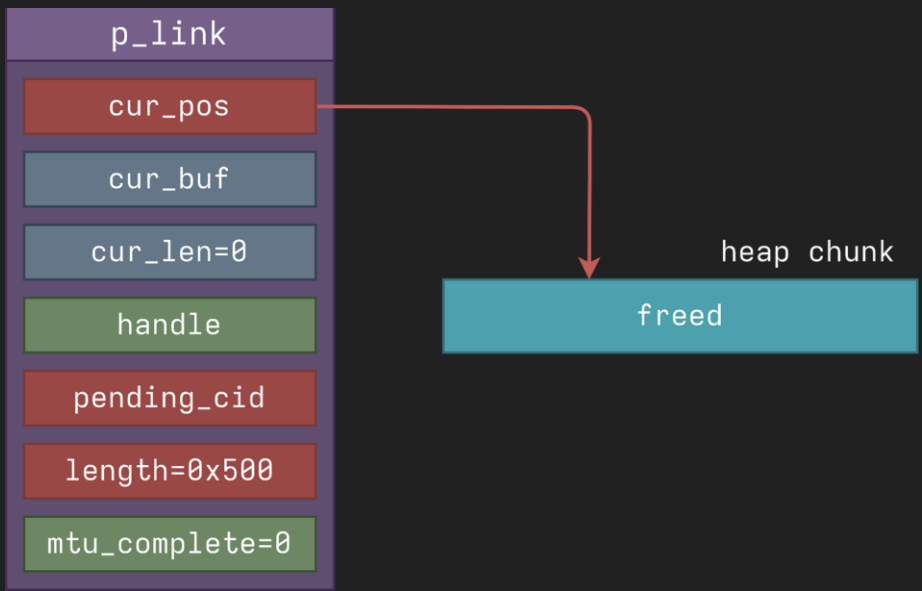 p_link
cur_pos
cur_buf
cur_len=0
heap chunk
handle
freed
pending_cid
length=0x500
mtu_complete=0